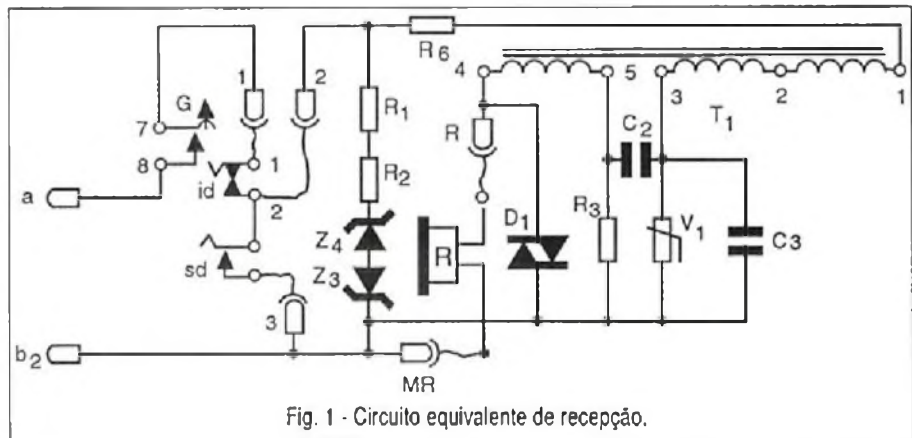 R6
1
2
4
5
3
2
1
T1
7
G
8
1
id
2
a
sd
3
R1
R2
Z4
Z3
R
R
D1
R3
C2
V1
C3
b2
MR
Fig. 1 - Circuito equivalente de recepção.